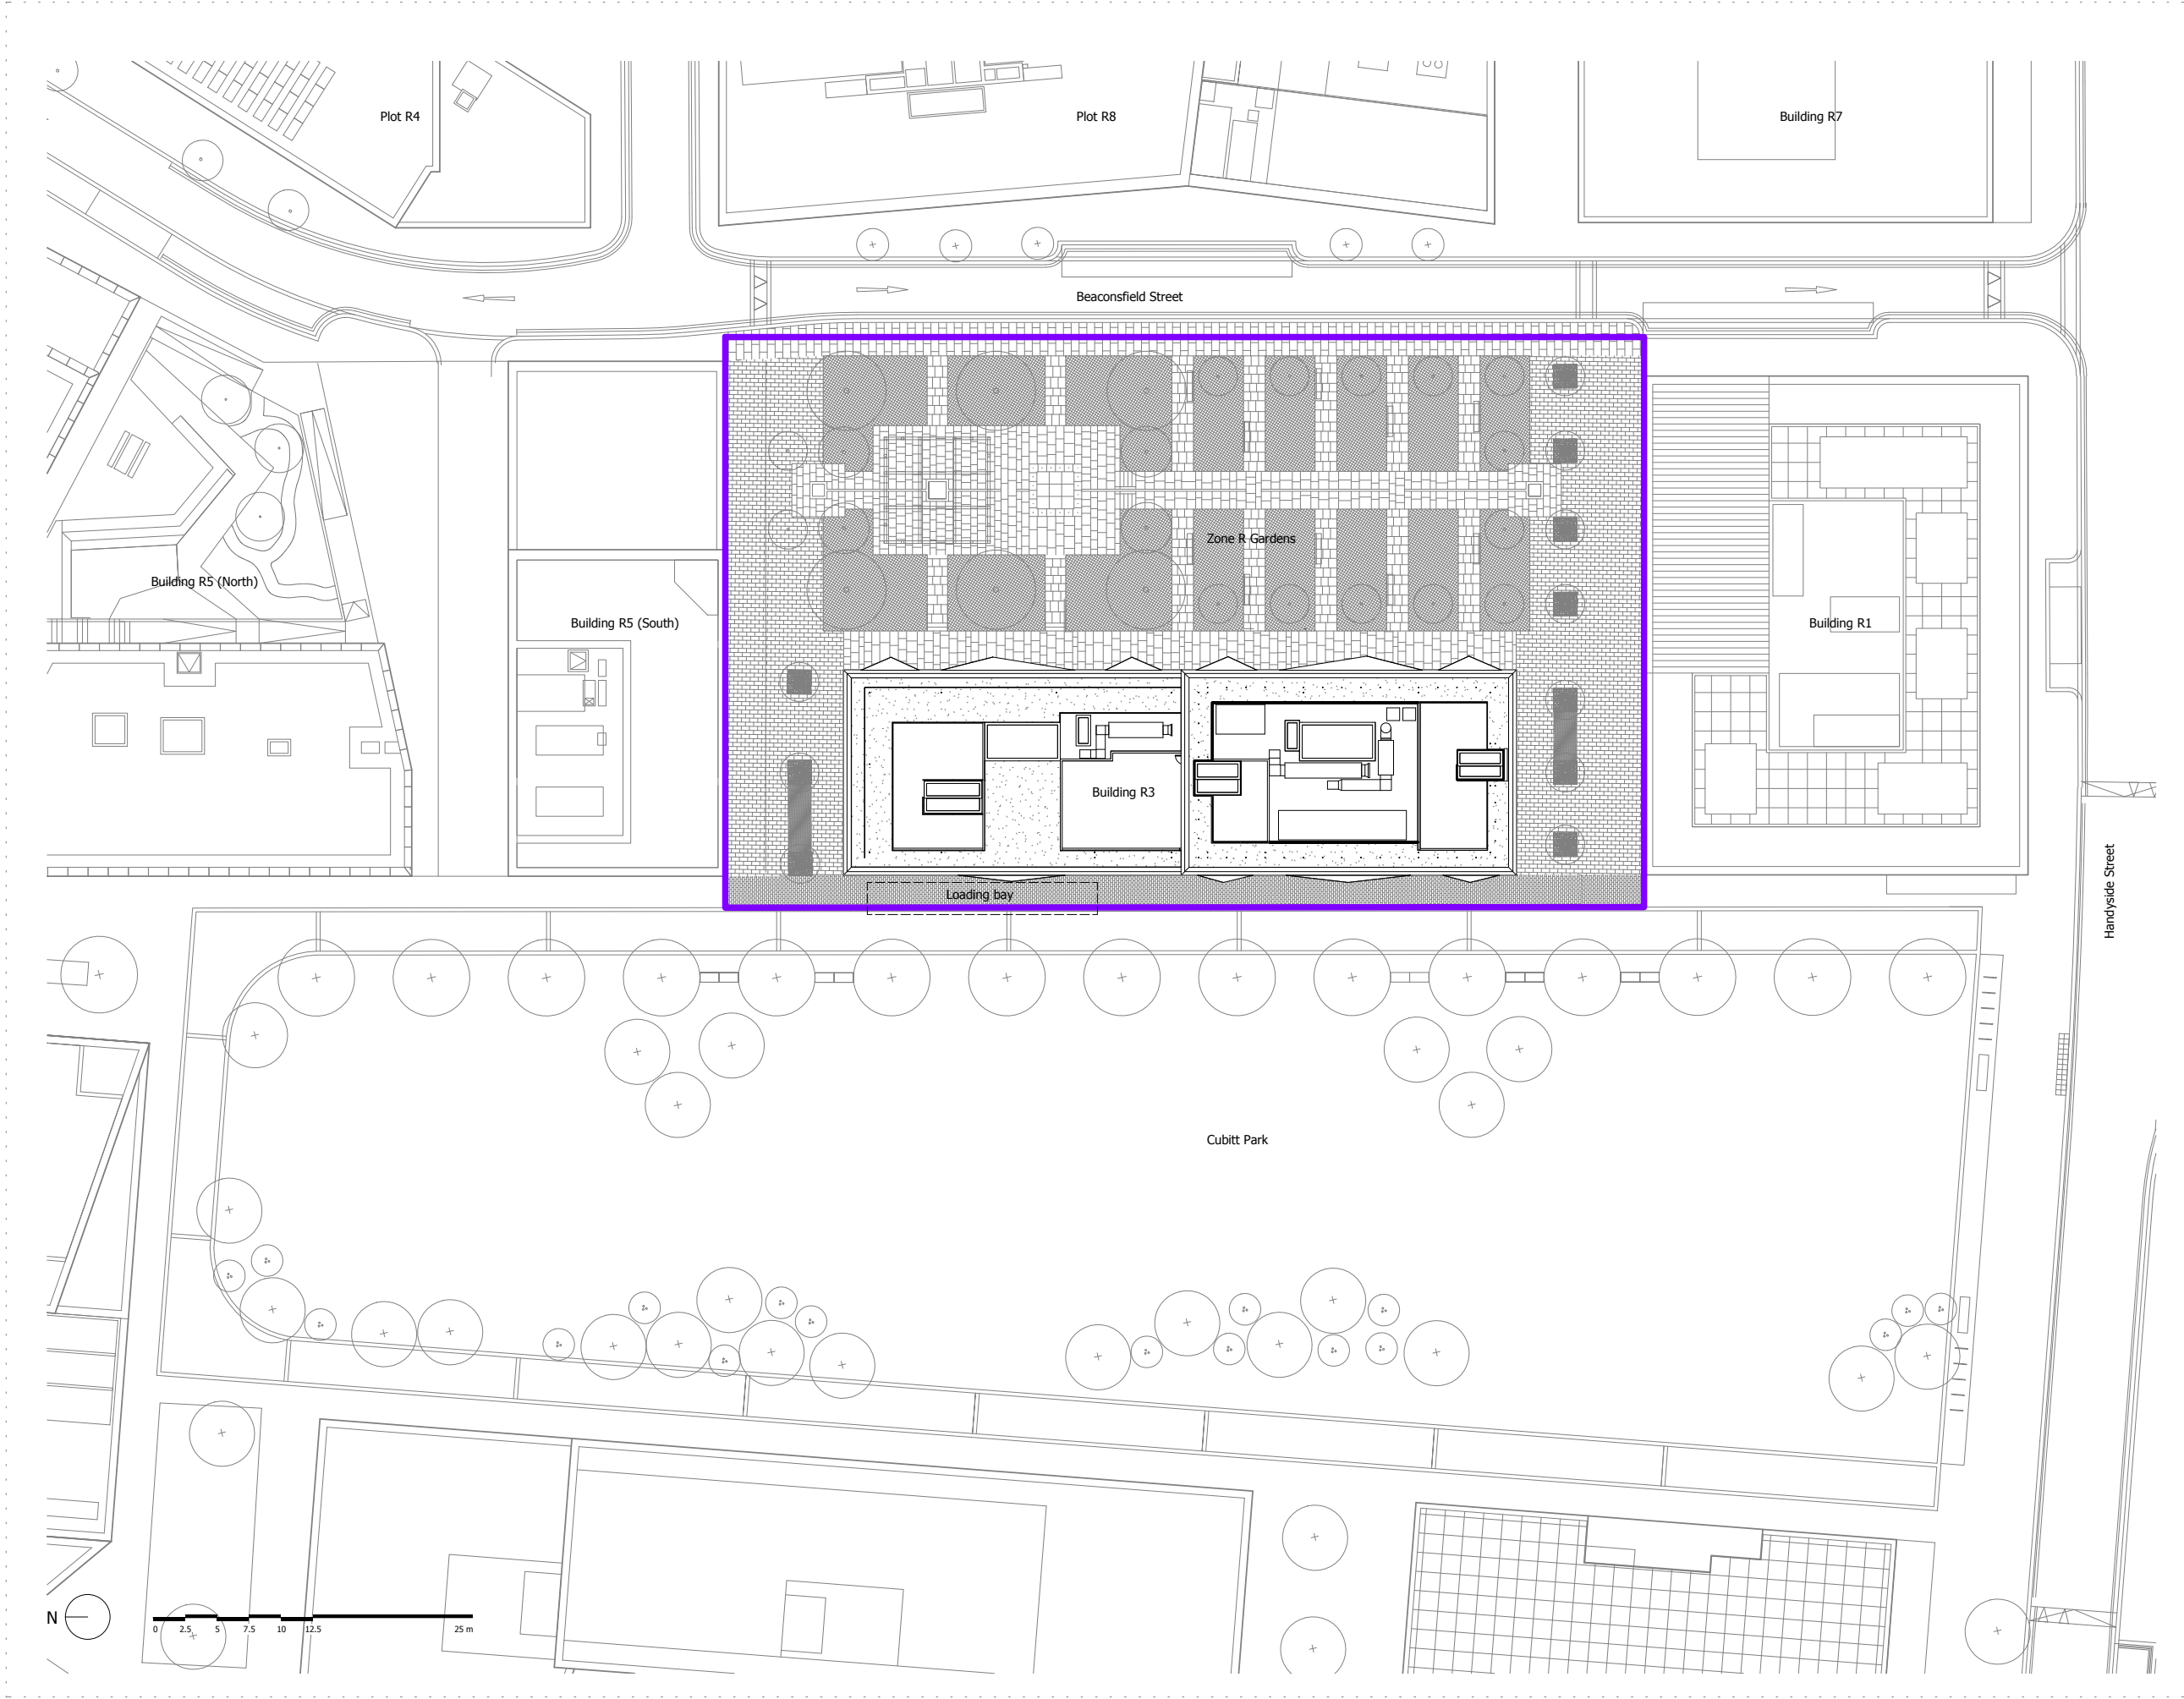 Plot R4
Plot R8
Building R7
Beaconsfield Street
Zone R Gardens
Building R5 (North)
Building R5 (South)
Building R1
Building R3
Loading bay
Handyside Street
Cubitt Park
N
0 2.5 5 7.5 10 12.5 25 m